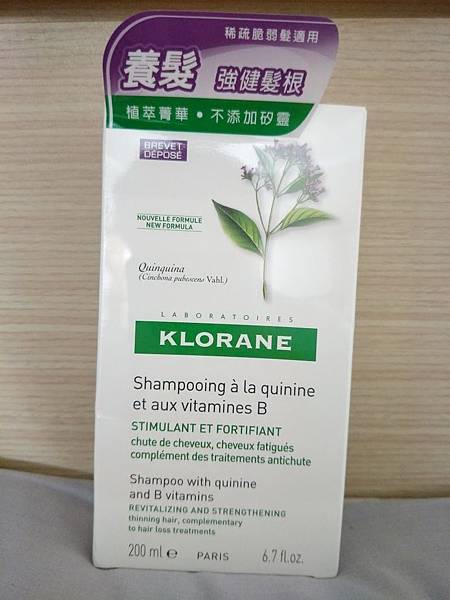 稀疏脆弱髮適用
養髮 強健髮根
植萃菁華・不添加矽靈
BREVET
DÉPOSÉ
NOUVELLE FORMULE
NEW FORMULA
Quinquina
(Cinchona pubescens Vahl.)
LABORATOIRES
KLORANE
Shampooing à la quinine
et aux vitamines B
STIMULANT ET FORTIFIANT
chute de cheveux, cheveux fatigués
complément des traitements antichute
Shampoo with quinine
and B vitamins
REVITALIZING AND STRENGTHENING
thinning hair, complementary
to hair loss treatments
200 ml e PARIS 6.7 fl.oz.